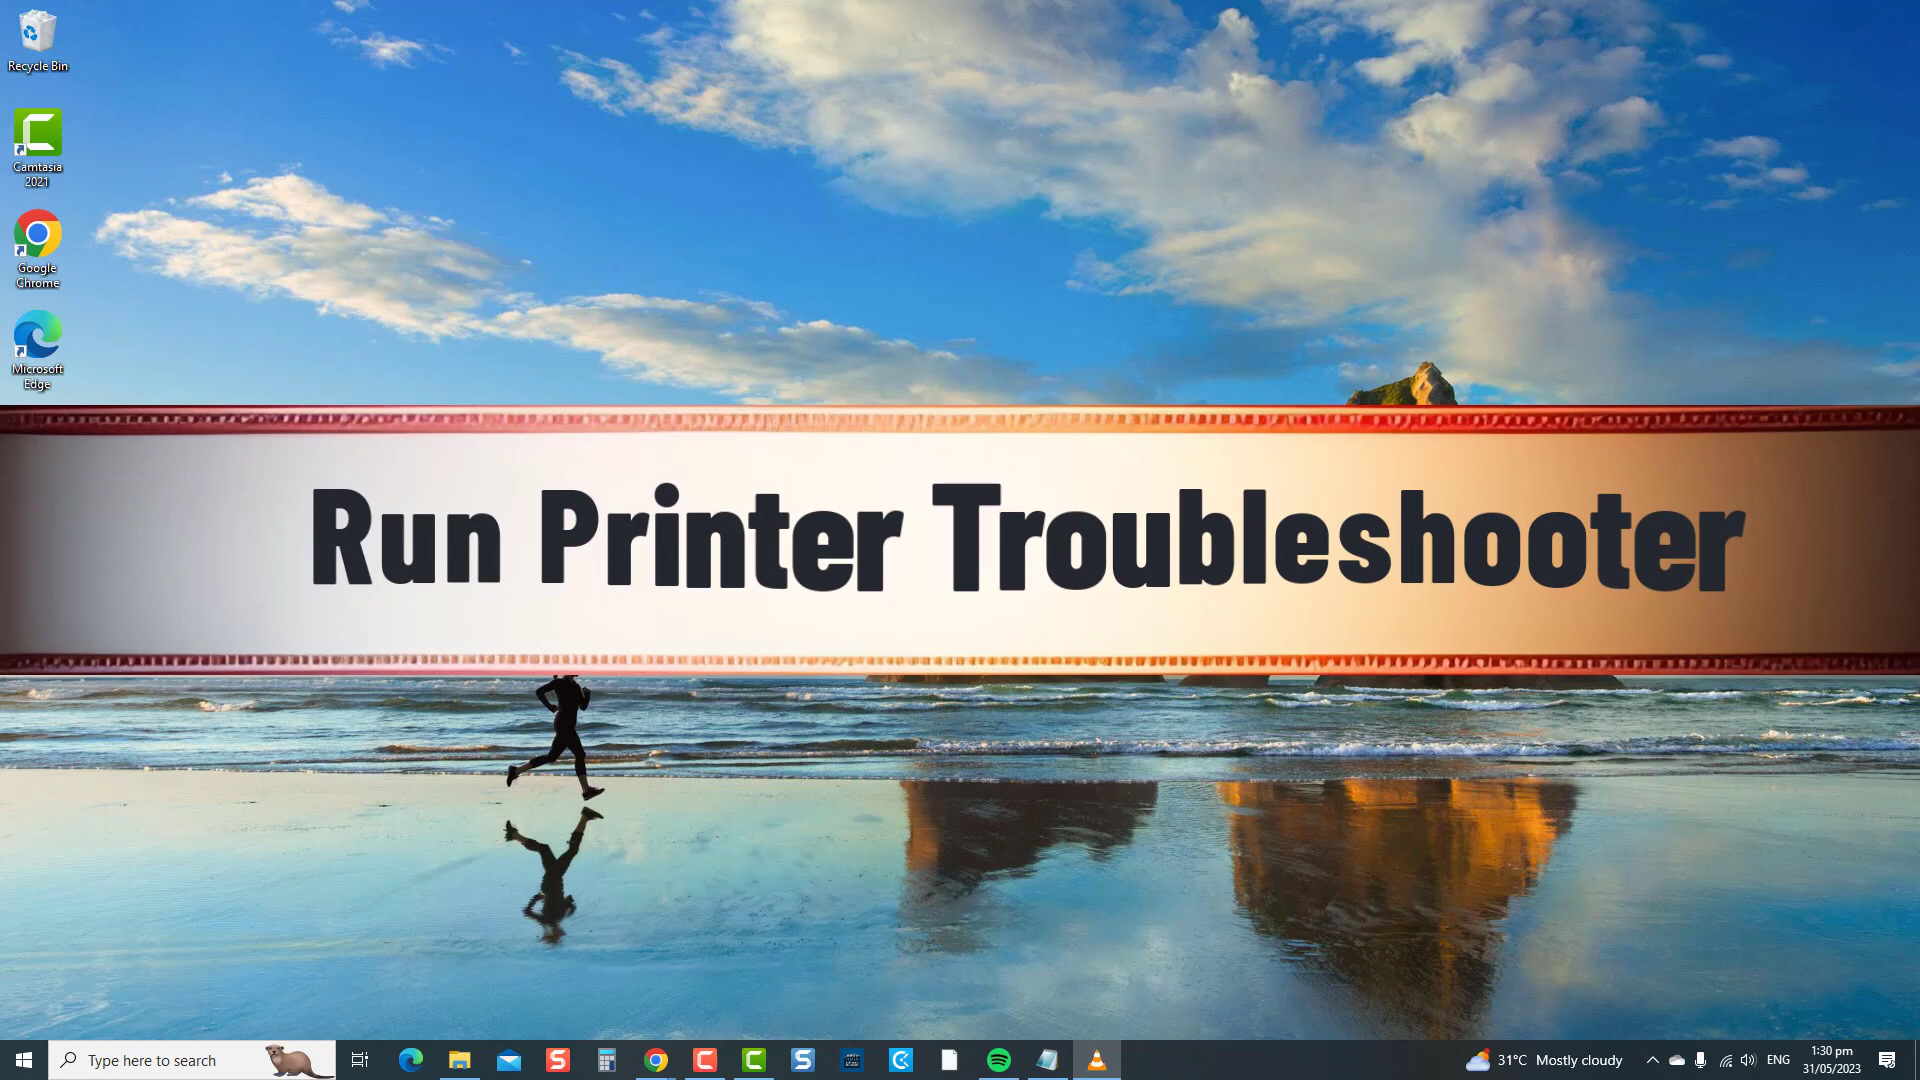 Recycle Bin
Camtasia
2021
Google
Chrome
Microsoft
Edge
Run Printer Troubleshooter
Type here to search
31°C Mostly cloudy
ENG
1:30 pm
31/05/2023